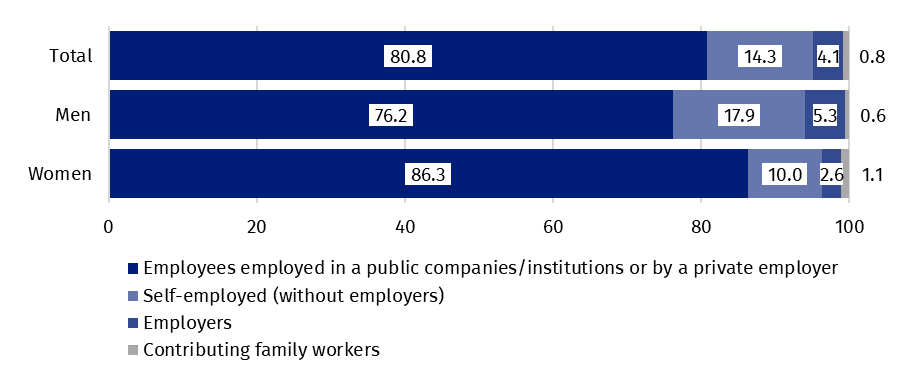 Total 80.8 14.3 4.1 0.8
Men 76.2 17.9 5.3 0.6
Women 86.3 10.0 2.6 1.1
0 20 40 60 80 100
Employees employed in a public companies/institutions or by a private employer
Self-employed (without employers)
Employers
Contributing family workers